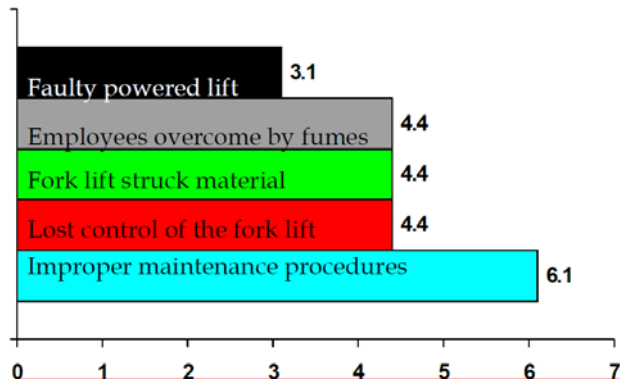 Faulty powered lift 3.1
Employees overcome by fumes 4.4
Fork lift struck material 4.4
Lost control of the fork lift 4.4
Improper maintenance procedures 6.1
0 1 2 3 4 5 6 7